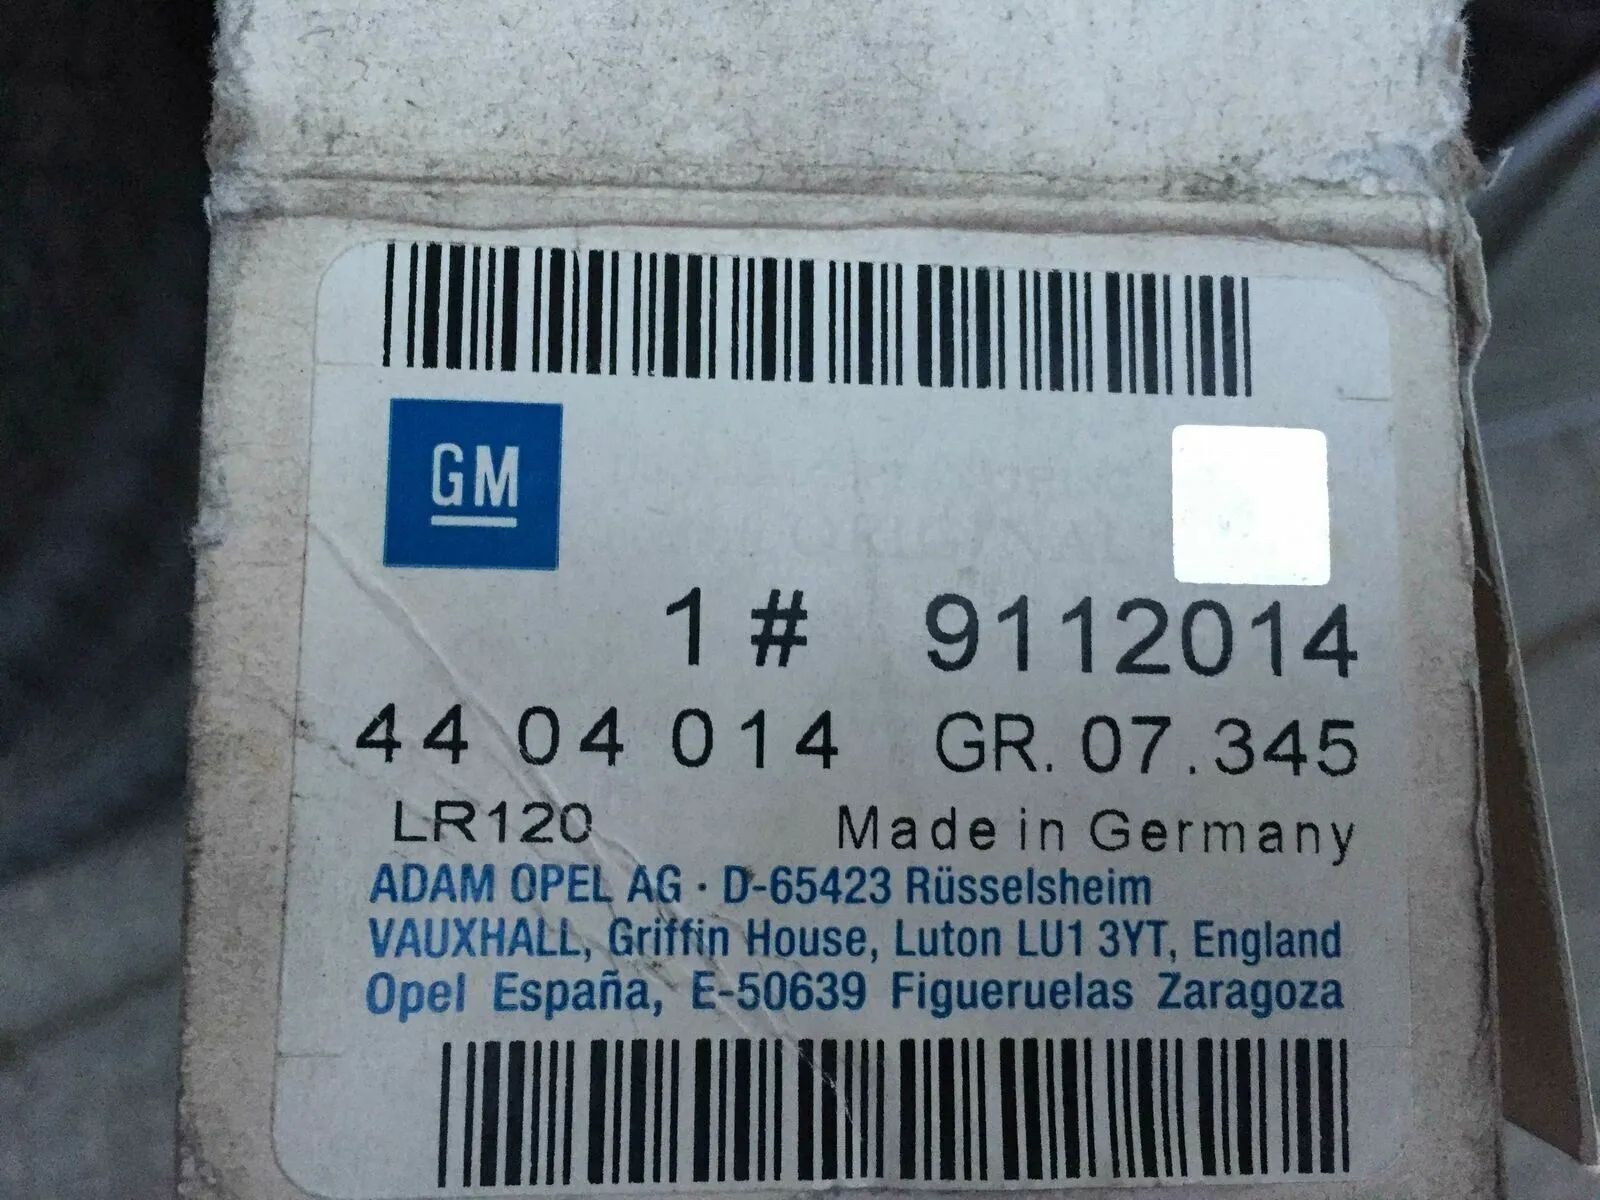 GM
1 # 9112014
44 04 014 GR. 07.345
LR120 Made in Germany
ADAM OPEL AG · D-65423 Rüsselsheim
VAUXHALL, Griffin House, Luton LU1 3YT, England
Opel España, E-50639 Figueruelas Zaragoza